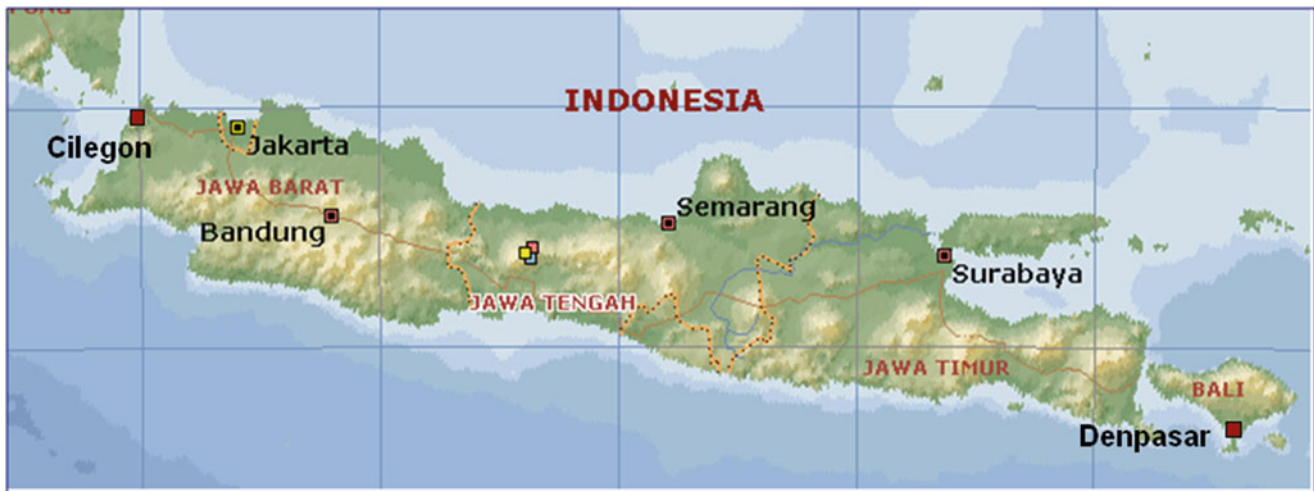 INDONESIA
Cilegon
Jakarta
JAWA BARAT
Bandung
Semarang
Surabaya
JAWA TENGAH
JAWA TIMUR
BALI
Denpasar